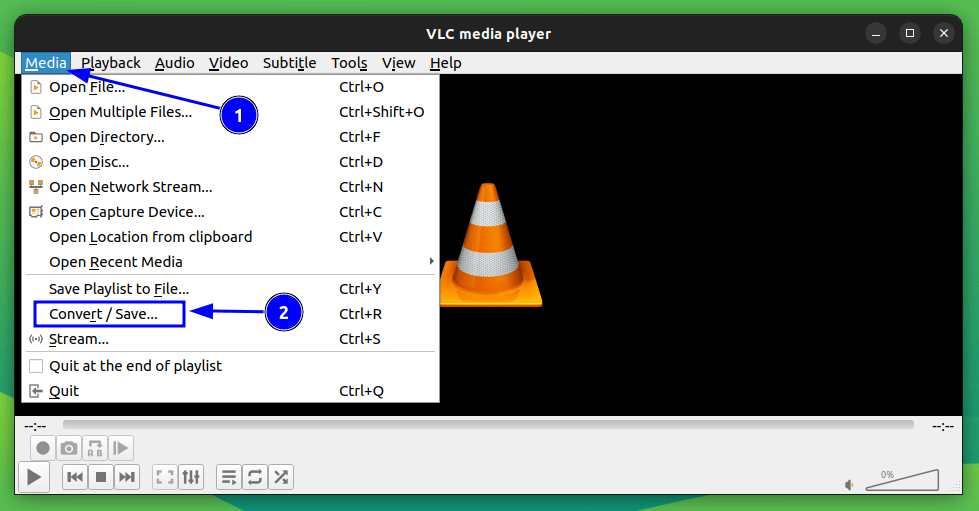 VLC media player
Media Playback Audio Video Subtitle Tools View Help
Open File... Ctrl+O
1
Open Multiple Files... Ctrl+Shift+O
Open Directory... Ctrl+F
Open Disc... Ctrl+D
Open Network Stream... Ctrl+N
Open Capture Device... Ctrl+C
Open Location from clipboard Ctrl+V
Open Recent Media
Save Playlist to File... Ctrl+Y
Convert / Save... Ctrl+R
2
Stream... Ctrl+S
Quit at the end of playlist
Quit Ctrl+Q
--:-- --:--
A B
0%